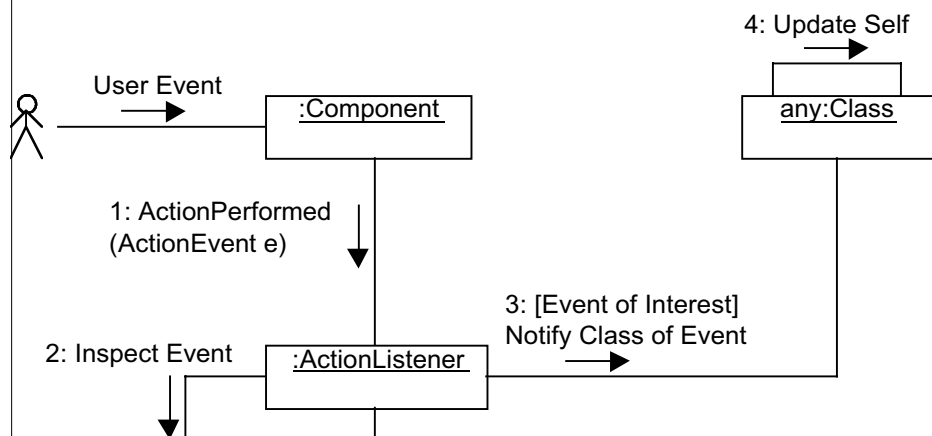 4: Update Self
User Event
:Component
any:Class
1: ActionPerformed
(ActionEvent e)
3: [Event of Interest]
Notify Class of Event
2: Inspect Event
:ActionListener